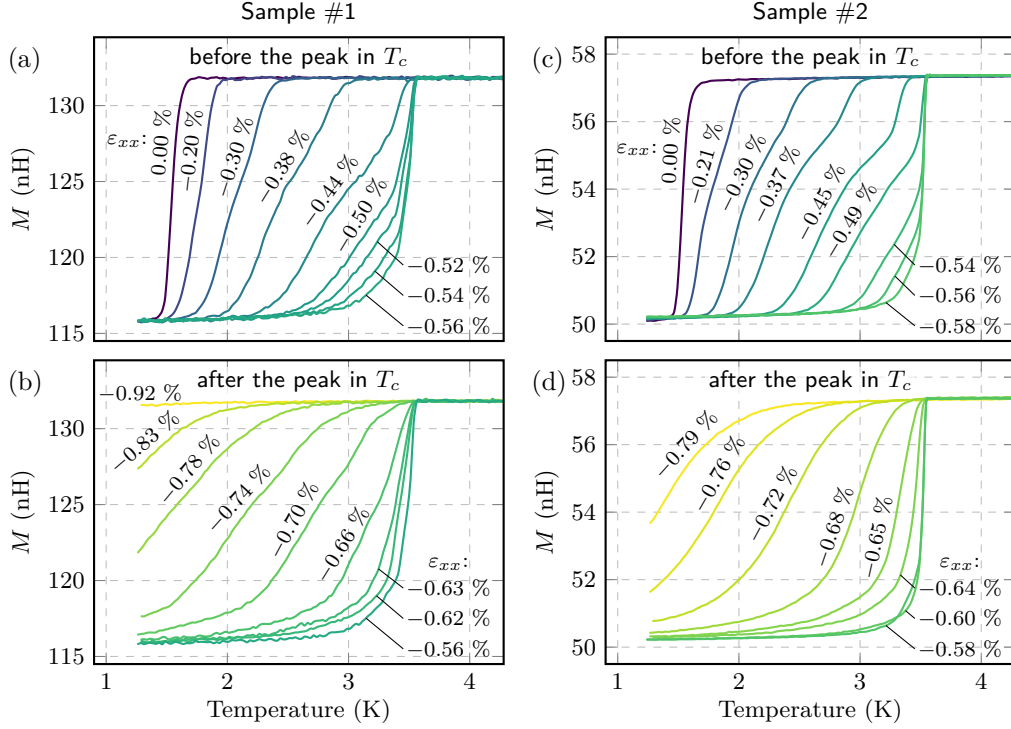 Sample #1
Sample #2
(a)
before the peak in T_c
M (nH)
130
125
120
115
ε_xx:
0.00 %
−0.20 %
−0.30 %
−0.38 %
−0.44 %
−0.50 %
−0.52 %
−0.54 %
−0.56 %
(c)
before the peak in T_c
M (nH)
58
56
54
52
50
ε_xx:
0.00 %
−0.21 %
−0.30 %
−0.37 %
−0.45 %
−0.49 %
−0.54 %
−0.56 %
−0.58 %
(b)
after the peak in T_c
M (nH)
130
125
120
115
−0.92 %
−0.83 %
−0.78 %
−0.74 %
−0.70 %
−0.66 %
ε_xx:
−0.63 %
−0.62 %
−0.56 %
1 2 3 4
Temperature (K)
(d)
after the peak in T_c
M (nH)
58
56
54
52
50
−0.79 %
−0.76 %
−0.72 %
−0.68 %
−0.65 %
ε_xx:
−0.64 %
−0.60 %
−0.58 %
1 2 3 4
Temperature (K)